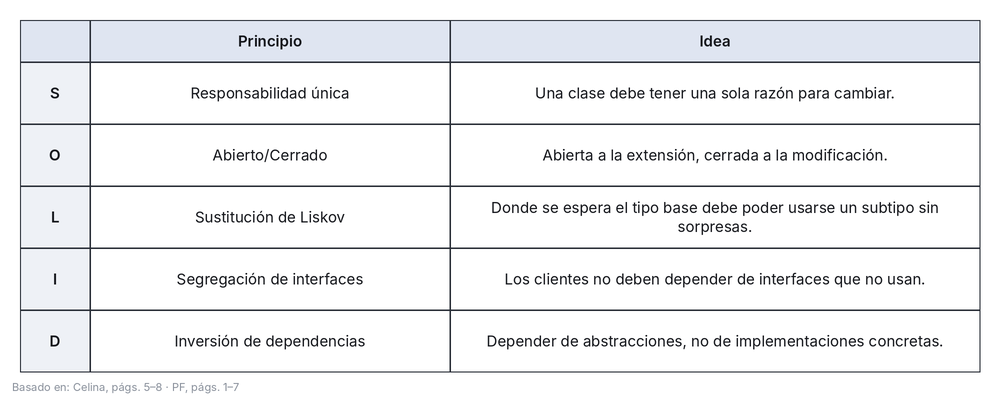 Principio Idea
S Responsabilidad única Una clase debe tener una sola razón para cambiar.
O Abierto/Cerrado Abierta a la extensión, cerrada a la modificación.
L Sustitución de Liskov Donde se espera el tipo base debe poder usarse un subtipo sin
sorpresas.
I Segregación de interfaces Los clientes no deben depender de interfaces que no usan.
D Inversión de dependencias Depender de abstracciones, no de implementaciones concretas.
Basado en: Celina, págs. 5–8 · PF, págs. 1–7